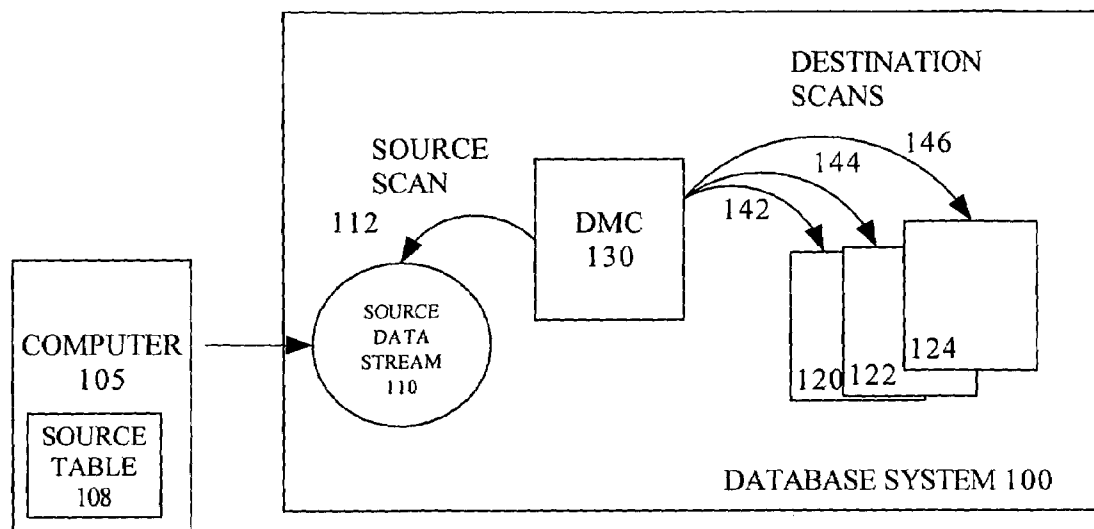 DESTINATION
SCANS
146
SOURCE
SCAN
144
142
112
DMC
130
SOURCE
DATA
STREAM
110
COMPUTER
105
124
122
120
SOURCE
TABLE
108
DATABASE SYSTEM 100